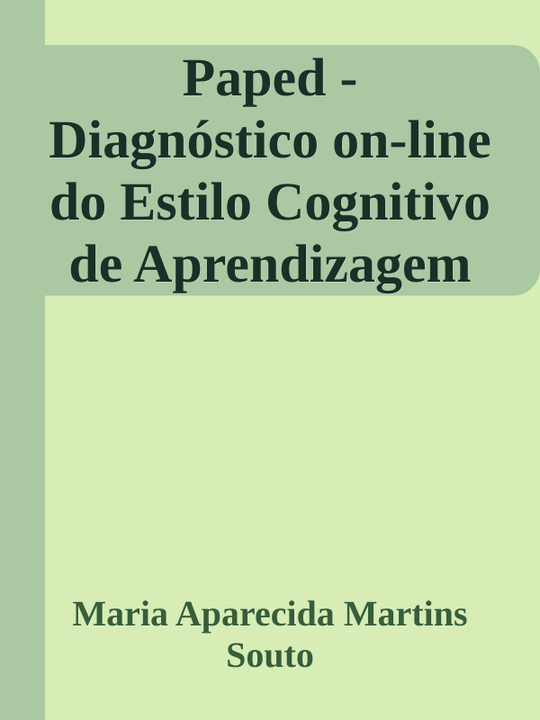 Paped -
Diagnóstico on-line
do Estilo Cognitivo
de Aprendizagem
Maria Aparecida Martins
Souto